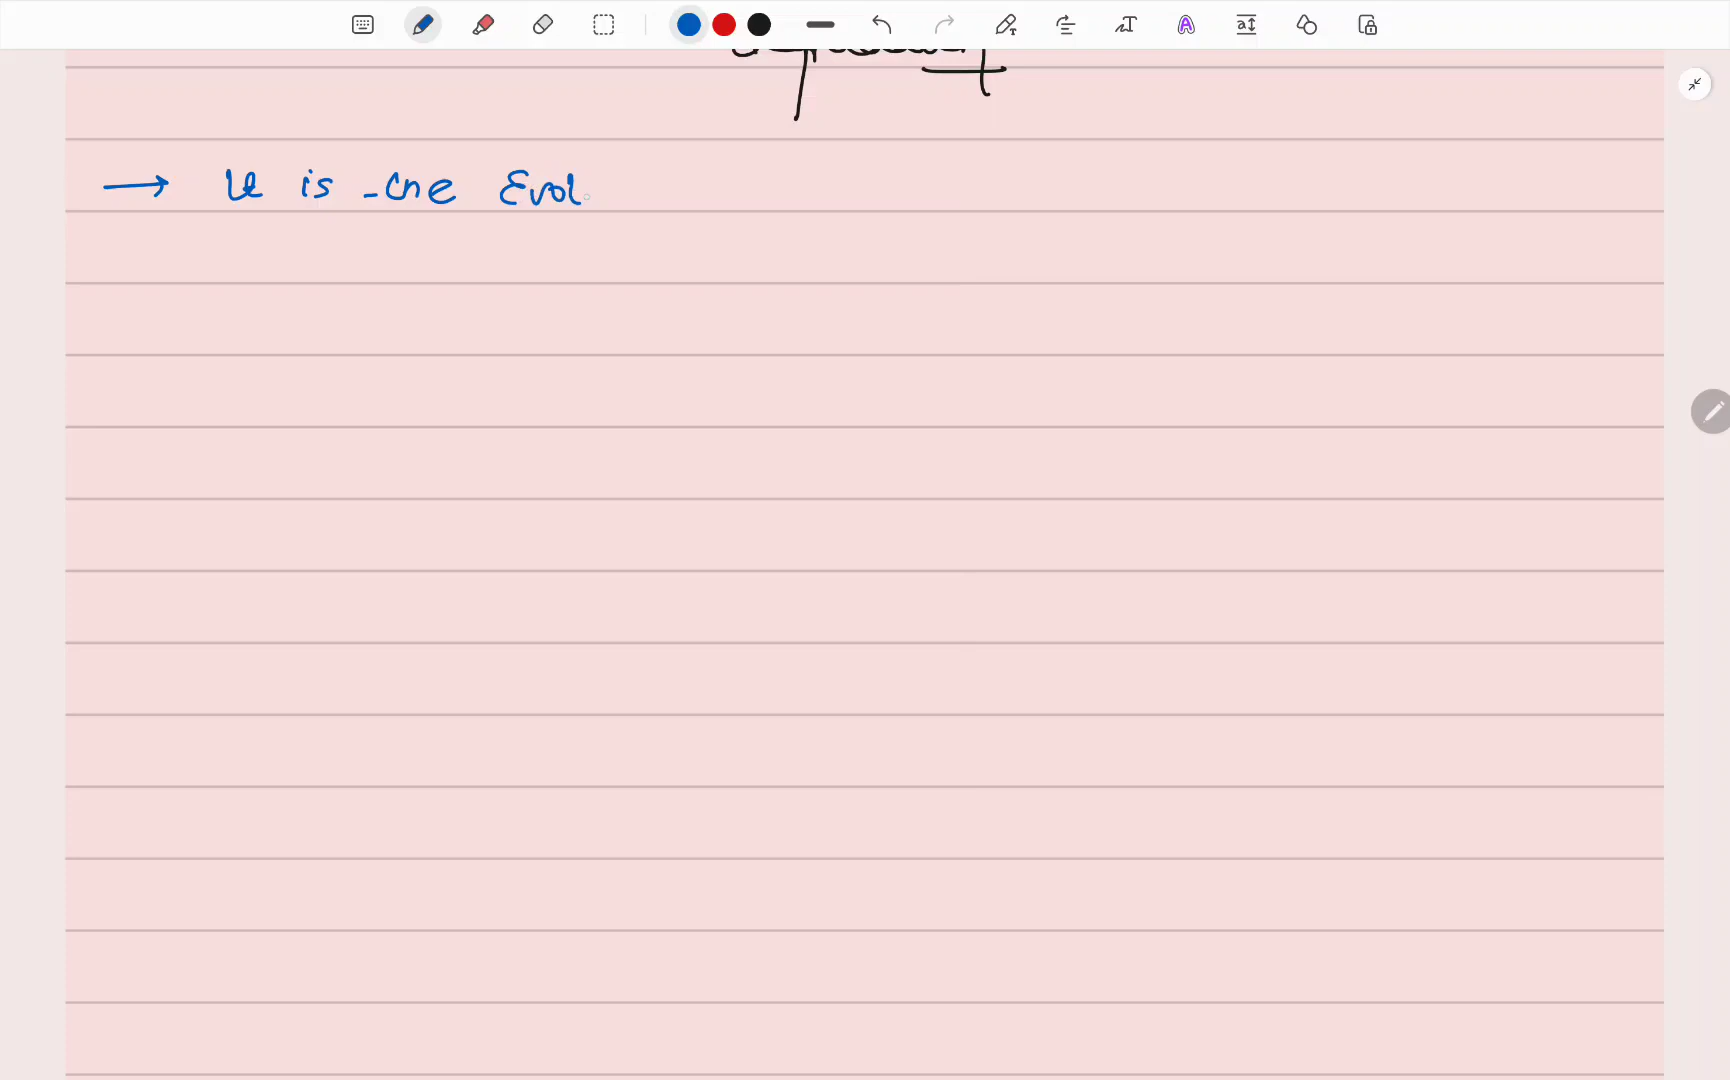 → It is the Evol